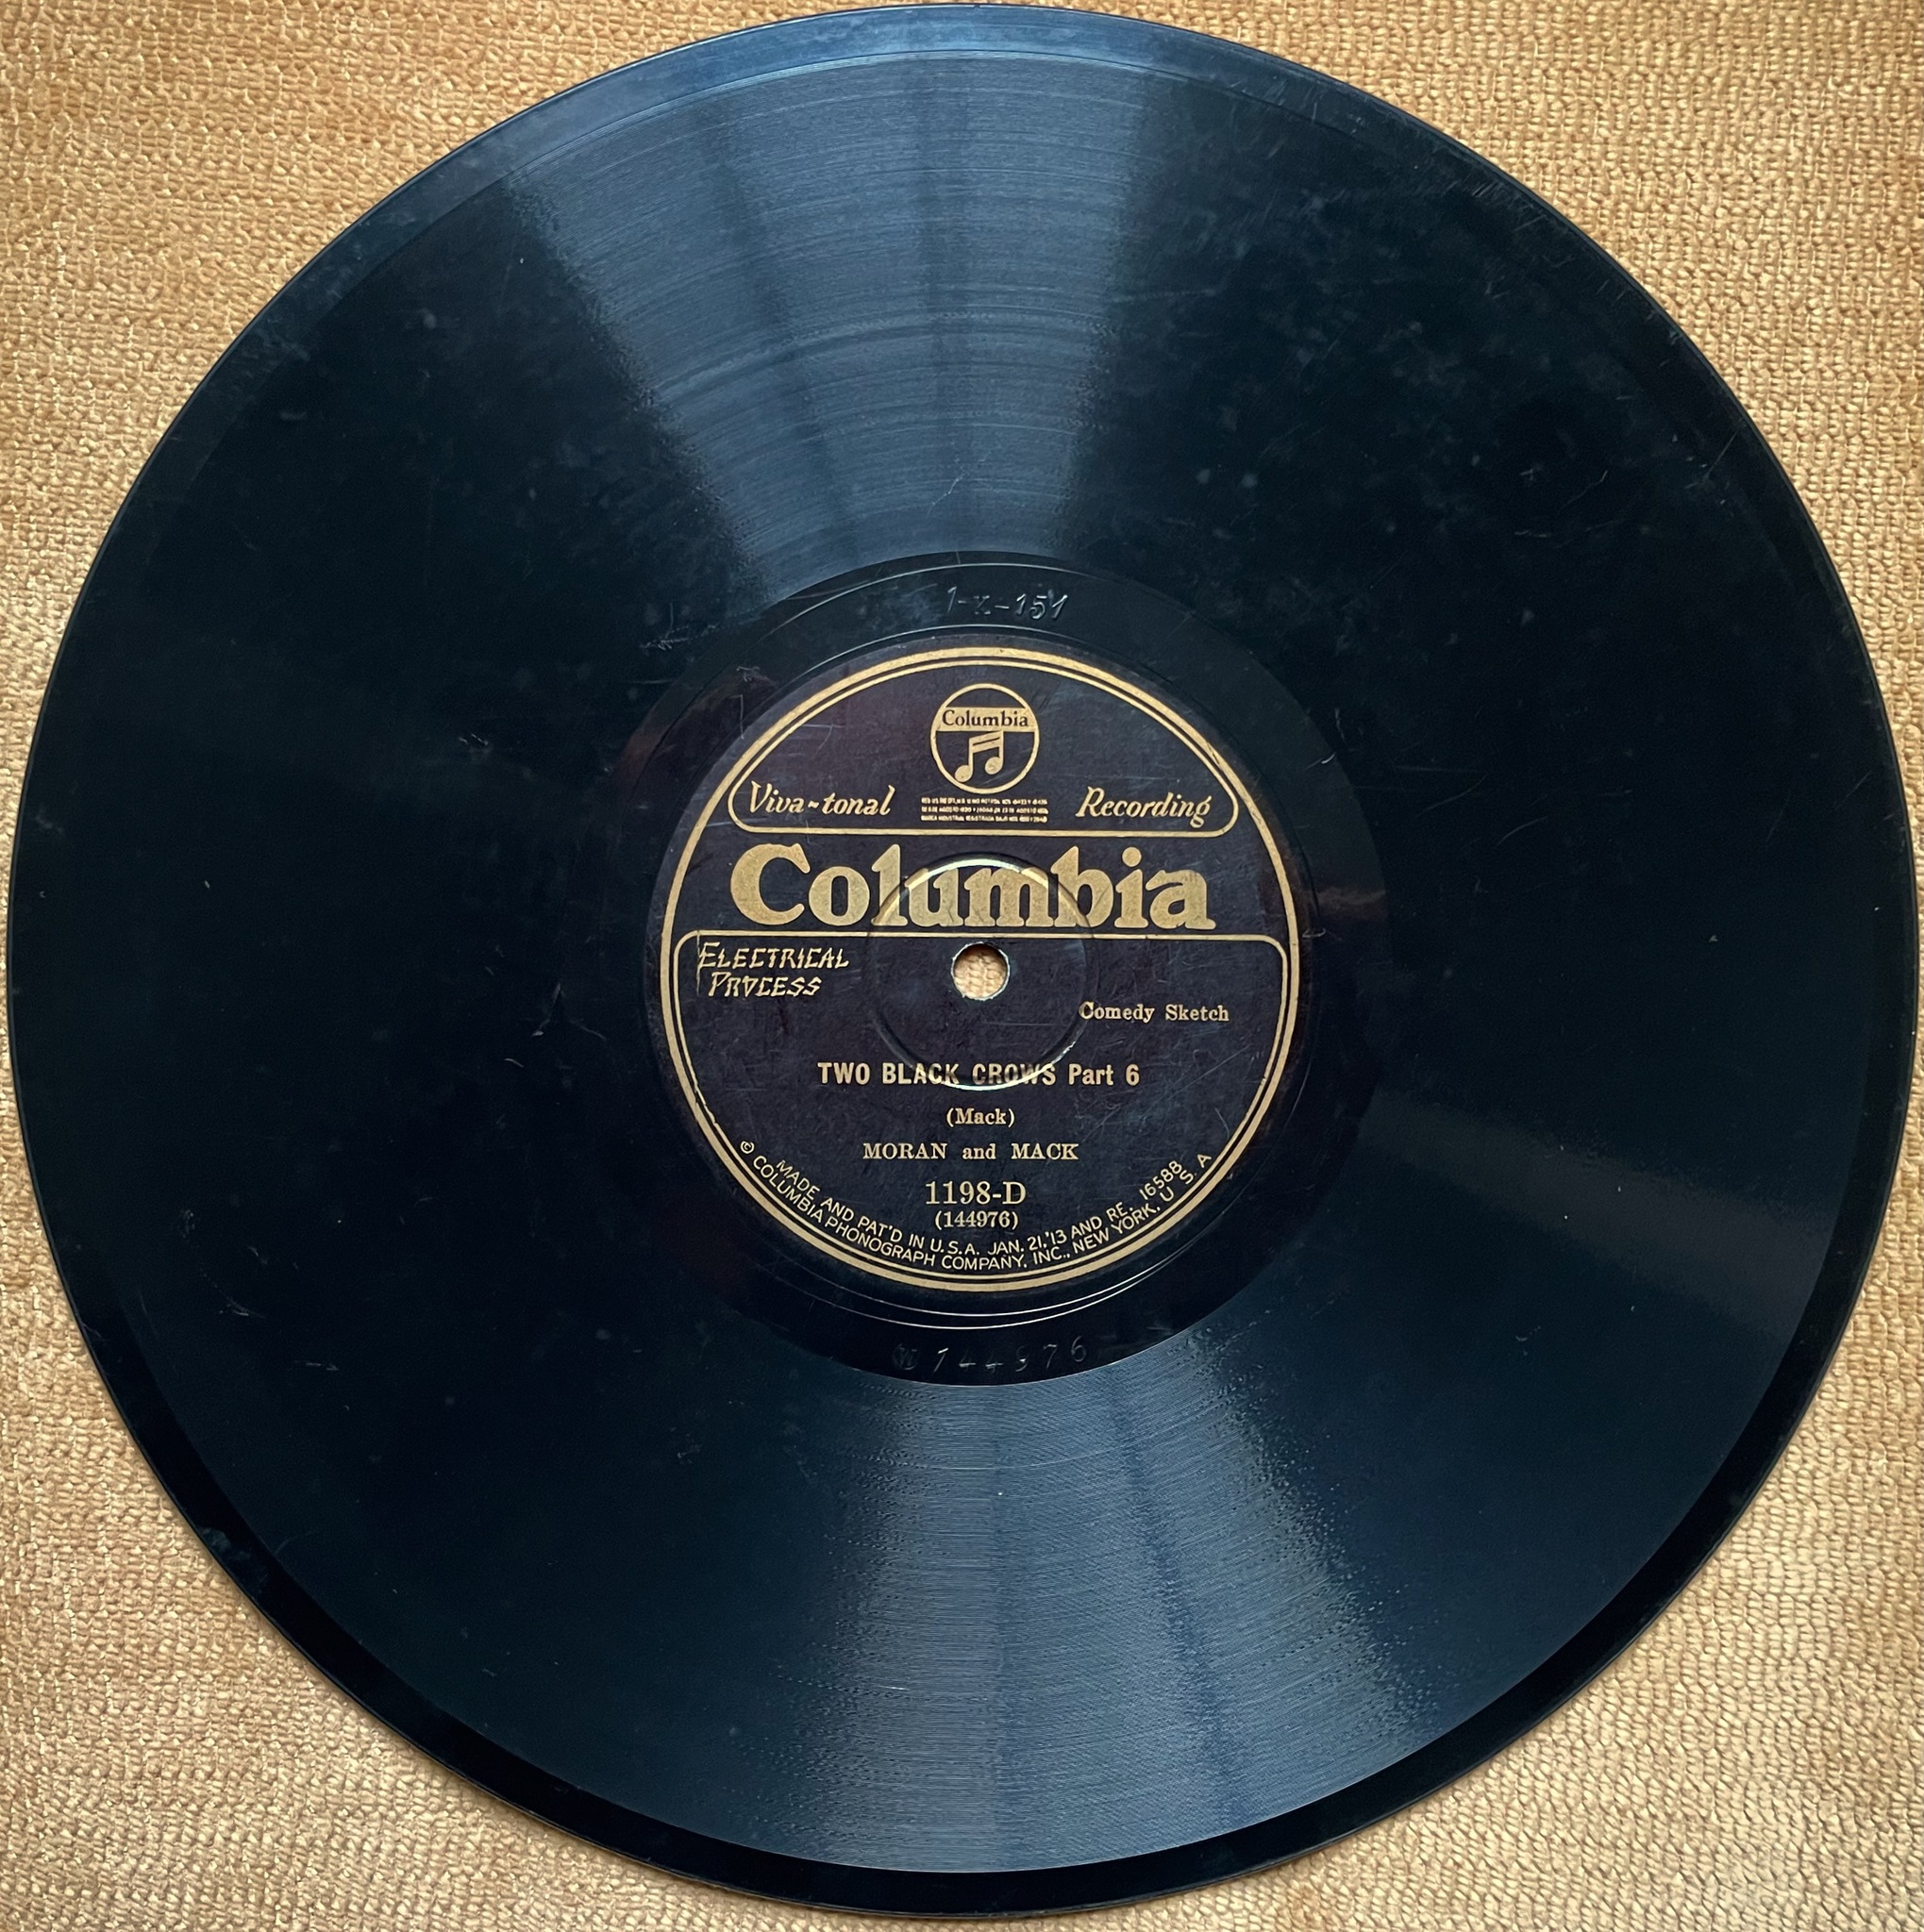 1-K-151
Columbia
Viva-tonal Recording
Columbia
ELECTRICAL
PROCESS
Comedy Sketch
TWO BLACK CROWS Part 6
(Mack)
MORAN and MACK
1198-D
(144976)
MADE AND PAT'D IN U.S.A. JAN. 21,'13 AND RE. 16588
© COLUMBIA PHONOGRAPH COMPANY, INC., NEW YORK, U S. A
W 144976